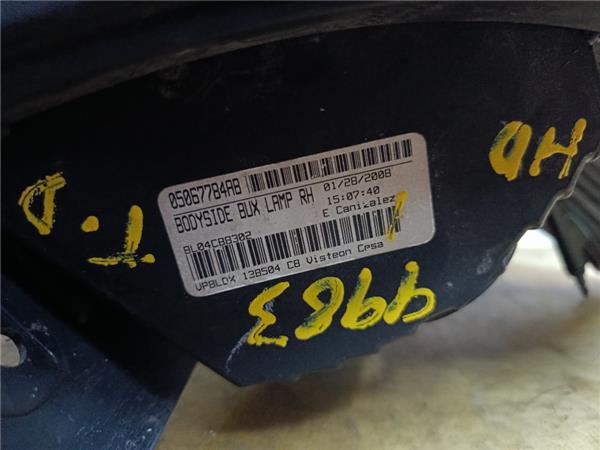 05067784AB
BODYSIDE BUX LAMP RH
01/28/2008
15:07:40
E Canizalez
BL04CB8302
VPBLDX 13B504 CB Visteon Cpsa
T.D
9983